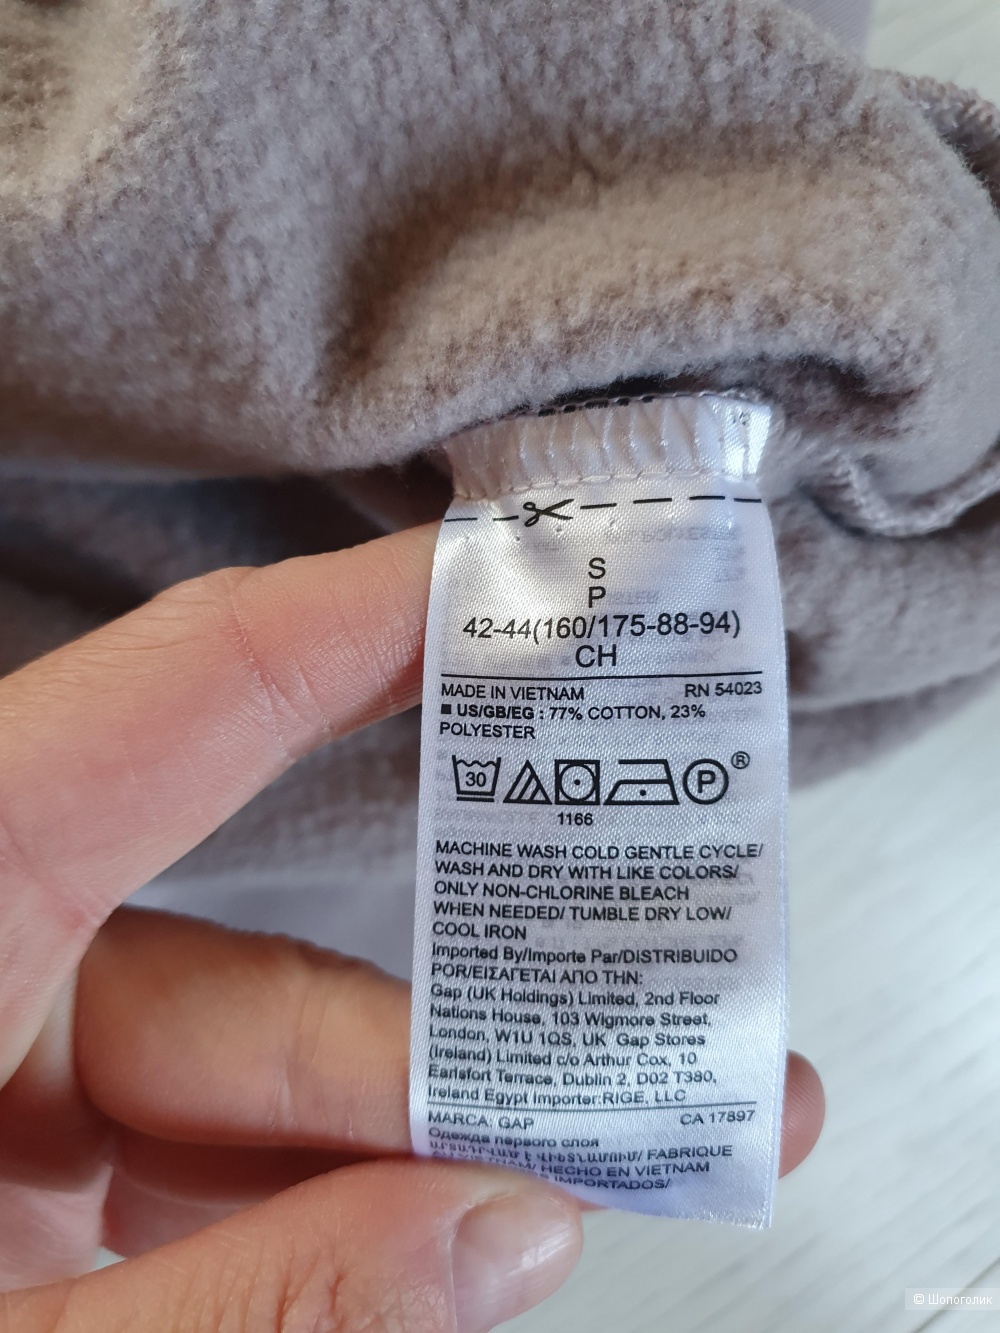 S
P
42-44(160/175-88-94)
CH
MADE IN VIETNAM RN 54023
US/GB/EG : 77% COTTON, 23%
POLYESTER
30 P ®
1166
MACHINE WASH COLD GENTLE CYCLE/
WASH AND DRY WITH LIKE COLORS/
ONLY NON-CHLORINE BLEACH
WHEN NEEDED/ TUMBLE DRY LOW/
COOL IRON
Imported By/Importe Par/DISTRIBUIDO
POR/ΕΙΣΑΓΕΤΑΙ ΑΠΟ ΤΗΝ:
Gap (UK Holdings) Limited, 2nd Floor
Nations House, 103 Wigmore Street,
London, W1U 1QS, UK Gap Stores
(Ireland) Limited c/o Arthur Cox, 10
Earlsfort Terrace, Dublin 2, D02 T380,
Ireland Egypt Importer:RIGE, LLC
MARCA: GAP CA 17897
Одежда первого слоя
FABRIQUE
VIETNAM/ HECHO EN VIETNAM
IMPORTADOS/
© Шопоголик